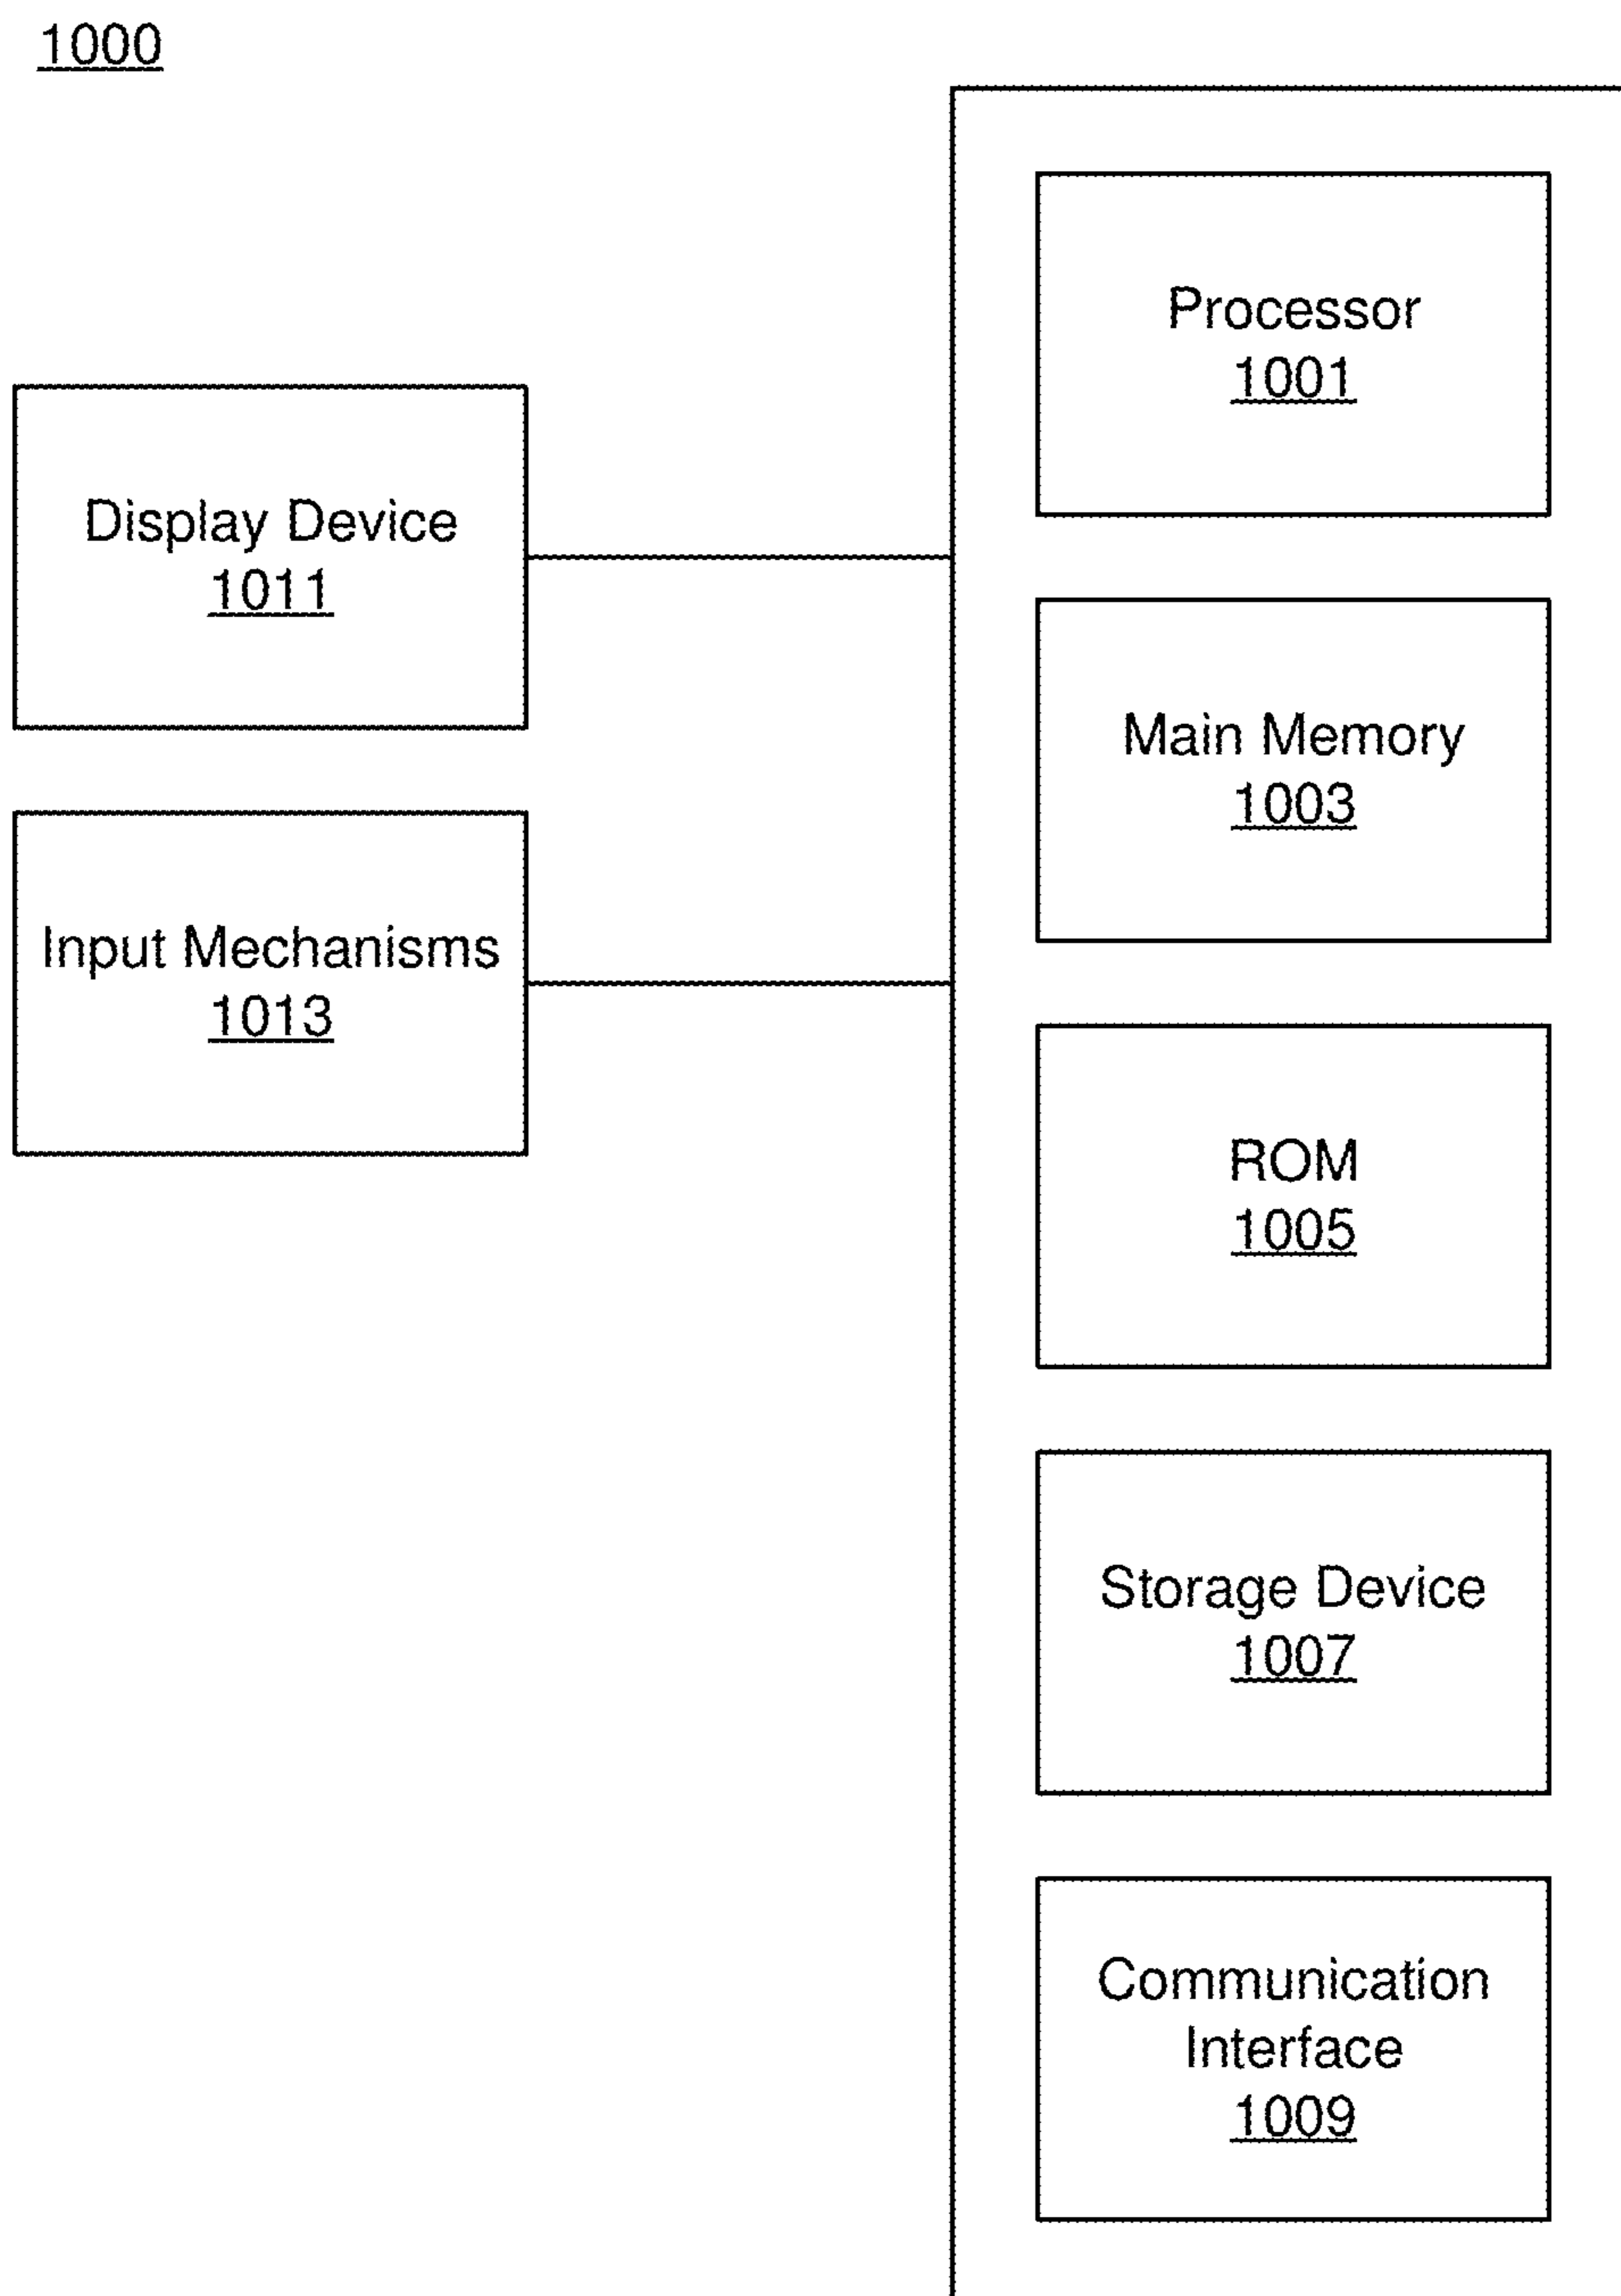 1000
Processor
1001
Display Device
1011
Main Memory
1003
Input Mechanisms
1013
ROM
1005
Storage Device
1007
Communication
Interface
1009